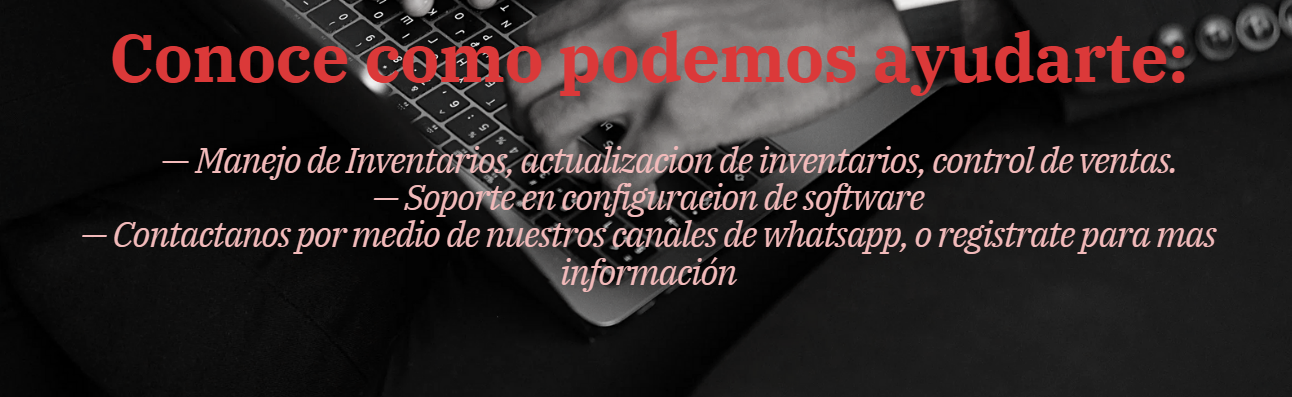 Conoce como podemos ayudarte:
— Manejo de Inventarios, actualizacion de inventarios, control de ventas.
— Soporte en configuracion de software
— Contactanos por medio de nuestros canales de whatsapp, o registrate para mas
información